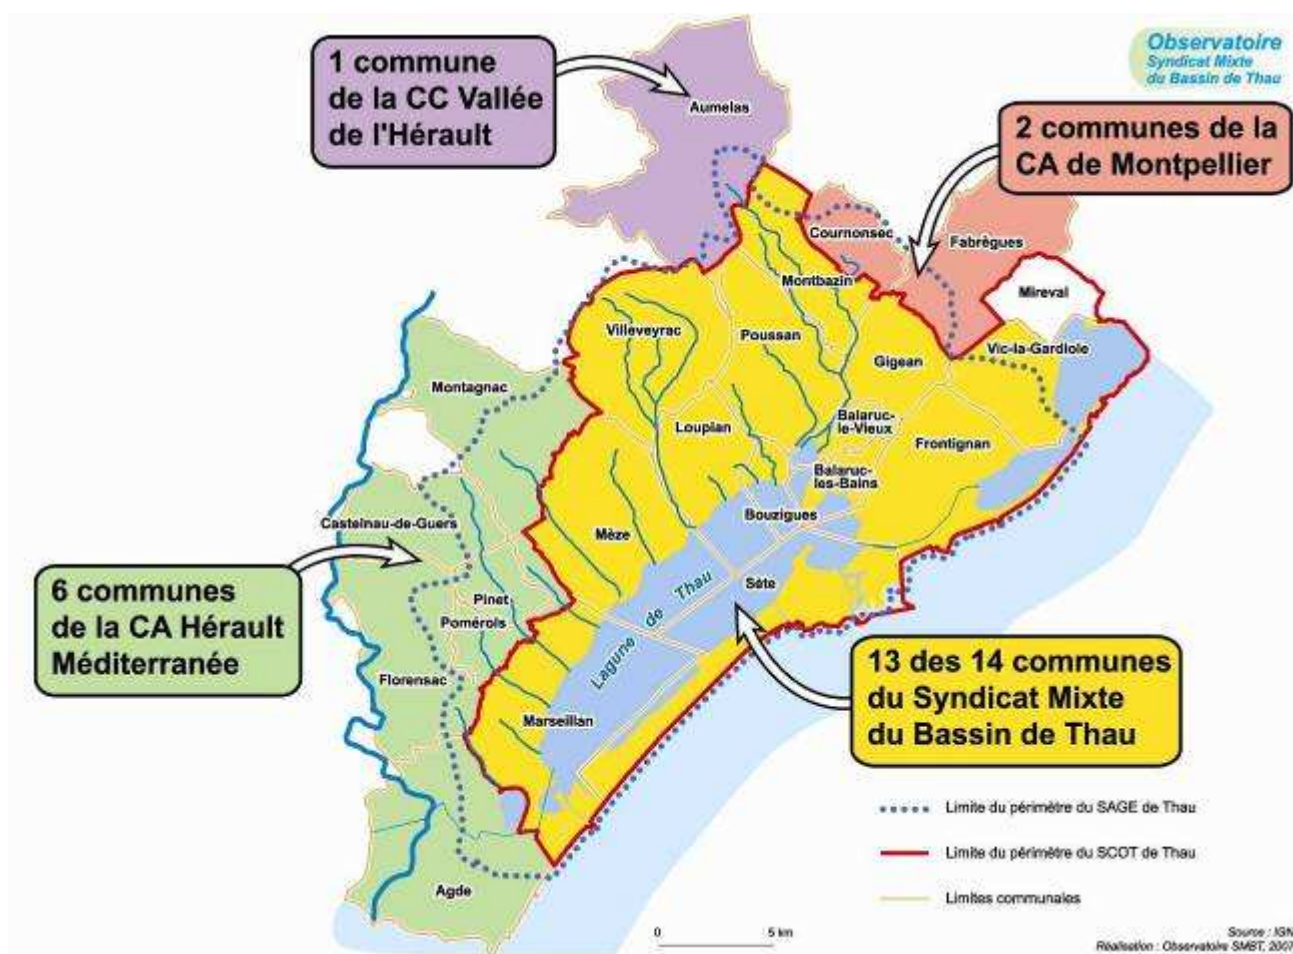 Observatoire
Syndicat Mixte
du Bassin de Thau
1 commune
de la CC Vallée
de l'Hérault
Aumelas
2 communes de la
CA de Montpellier
Cournonsec
Fabrègues
Montbazin
Mireval
Villeveyrac
Poussan
Vic-la-Gardiole
Gigean
Montagnac
Loupian
Balaruc-
le-Vieux
Frontignan
Balaruc-
les-Bains
Bouzigues
Castelnau-de-Guers
Mèze
Sète
6 communes
de la CA Hérault
Méditerranée
Pinet
Pomérols
Lagune de Thau
13 des 14 communes
du Syndicat Mixte
du Bassin de Thau
Florensac
Marseillan
Agde
Limite du périmètre du SAGE de Thau
Limite du périmètre du SCOT de Thau
Limites communales
0 5 km
Source : IGN
Réalisation : Observatoire SMBT, 2007